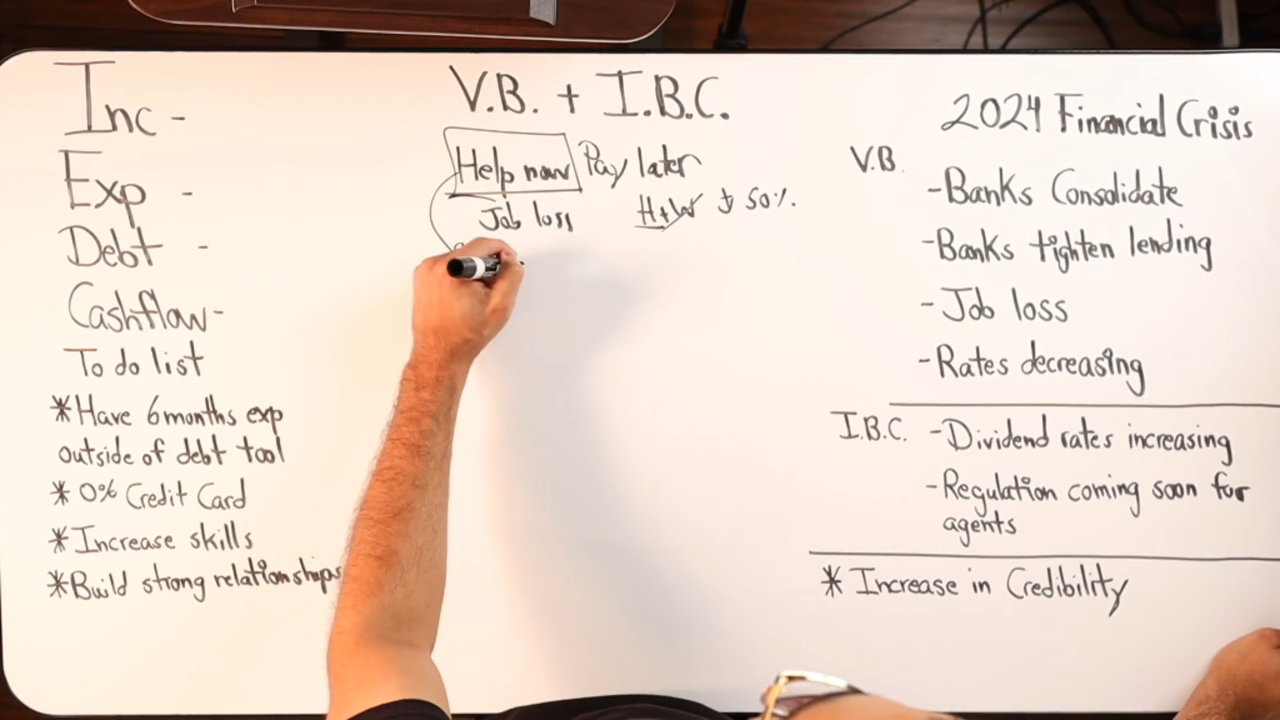 Inc -
Exp -
Debt -
Cashflow-
To do list
*Have 6 months exp
outside of debt tool
* 0% Credit Card
*Increase skills
*Build strong relationships
V.B. + I.B.C.
Help now Pay later
Job loss H+W ↓ 50%.
2024 Financial Crisis
V.B.
-Banks Consolidate
-Banks tighten lending
-Job loss
-Rates decreasing
I.B.C. -Dividend rates increasing
-Regulation coming soon for
agents
* Increase in Credibility